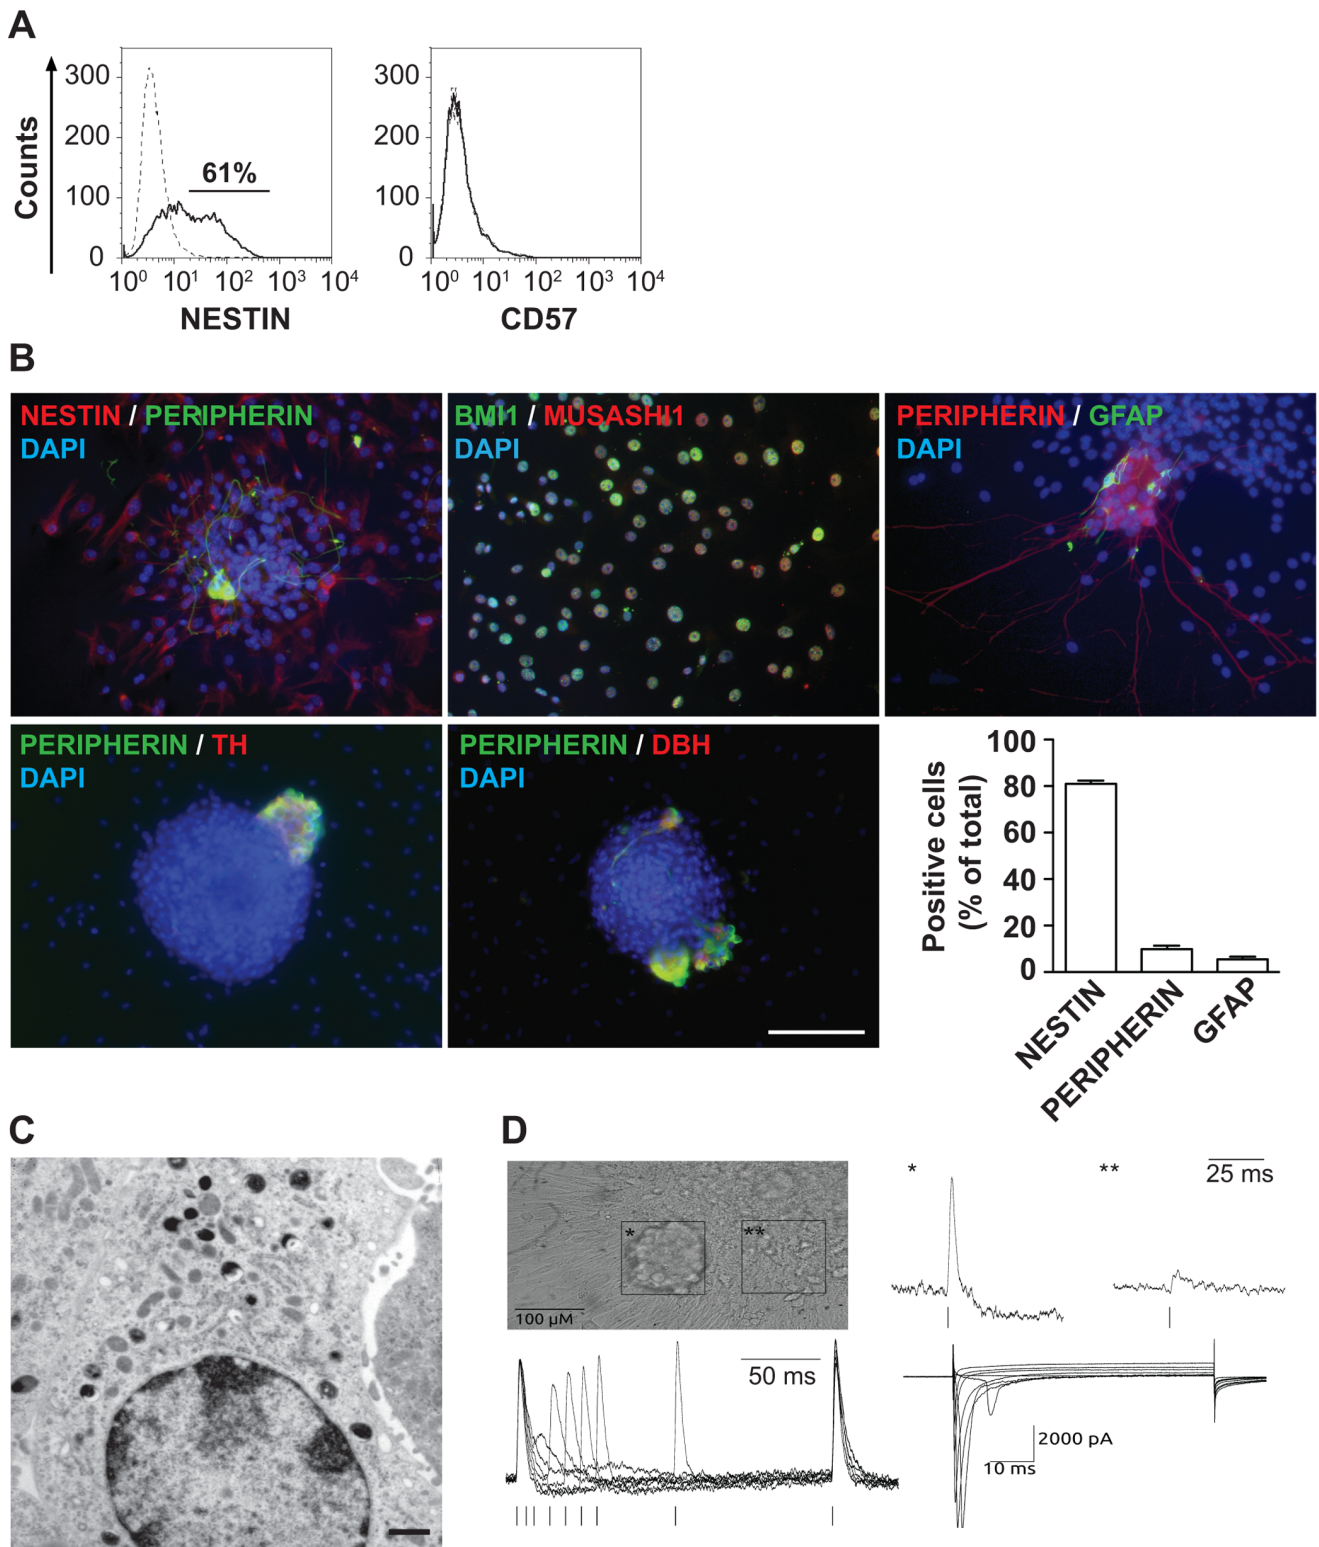 A
Counts
300
200
100
0
61%
10⁰ 10¹ 10² 10³ 10⁴
NESTIN
300
200
100
0
10⁰ 10¹ 10² 10³ 10⁴
CD57
B
NESTIN / PERIPHERIN
DAPI
BMI1 / MUSASHI1
DAPI
PERIPHERIN / GFAP
DAPI
PERIPHERIN / TH
DAPI
PERIPHERIN / DBH
DAPI
Positive cells
(% of total)
100
80
60
40
20
0
NESTIN
PERIPHERIN
GFAP
C
D
*
**
100 µM
*
**
25 ms
50 ms
2000 pA
10 ms